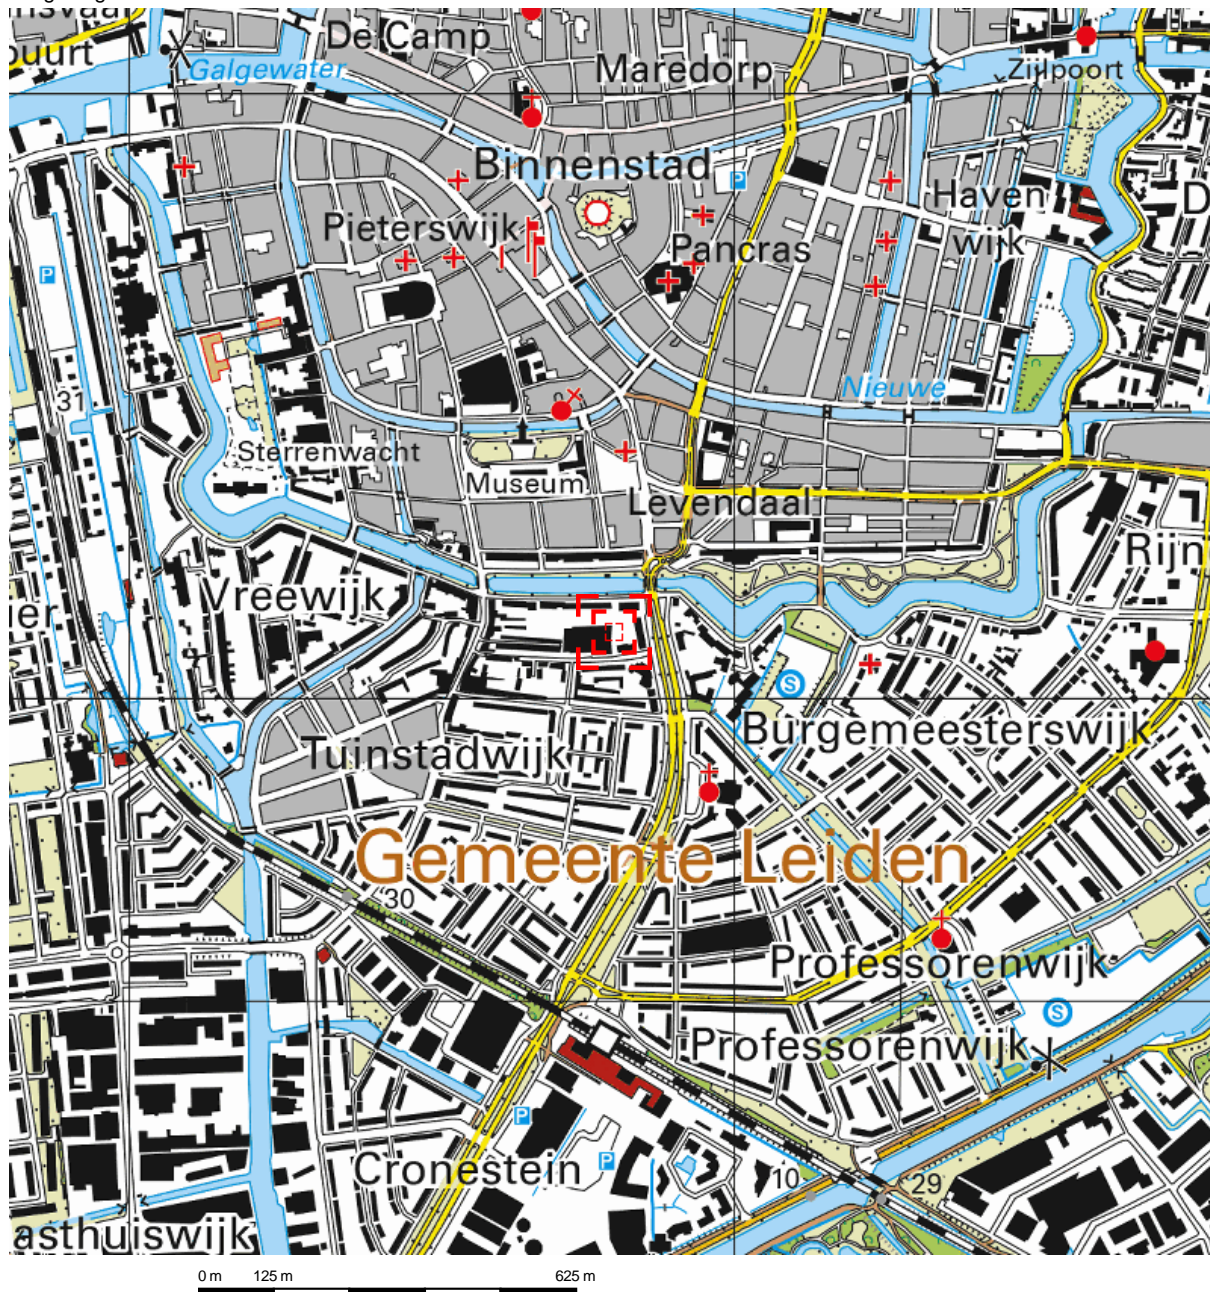 De Camp
Maredorp
Galgewater
Zijlpoort
Binnenstad
P
Haven
wijk
D
Pieterswijk
Pancras
P
31
Nieuwe
Sterrenwacht
Museum
Levendaal
Rijn
Vreewijk
S
Burgemeesterswijk
Tuinstadwijk
Gemeente Leiden
30
Professorenwijk
S
Professorenwijk
P
Cronestein
P
10
29
asthuiswijk
0 m 125 m 625 m